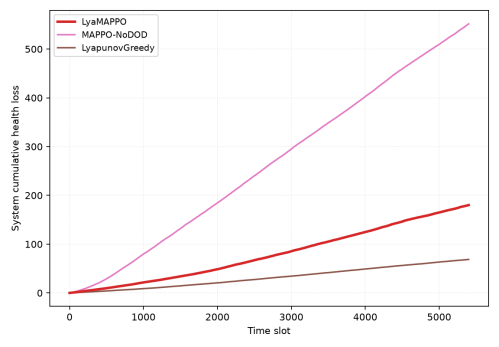 LyaMAPPO
MAPPO-NoDOD
LyapunovGreedy
System cumulative health loss
500
400
300
200
100
0
0 1000 2000 3000 4000 5000
Time slot